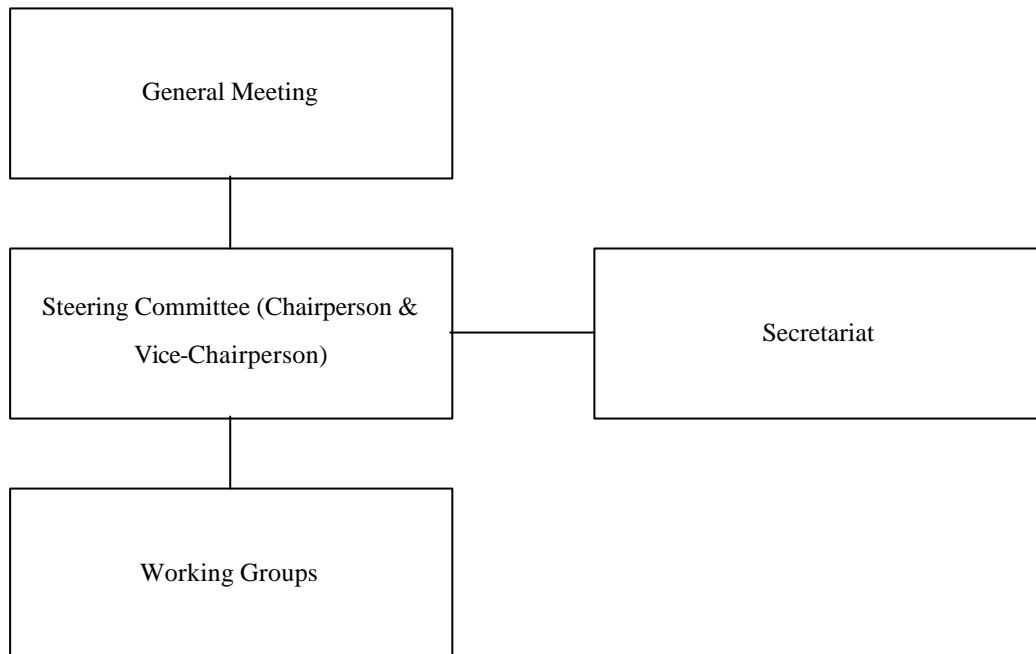 General Meeting
Steering Committee (Chairperson &
Vice-Chairperson)
Secretariat
Working Groups